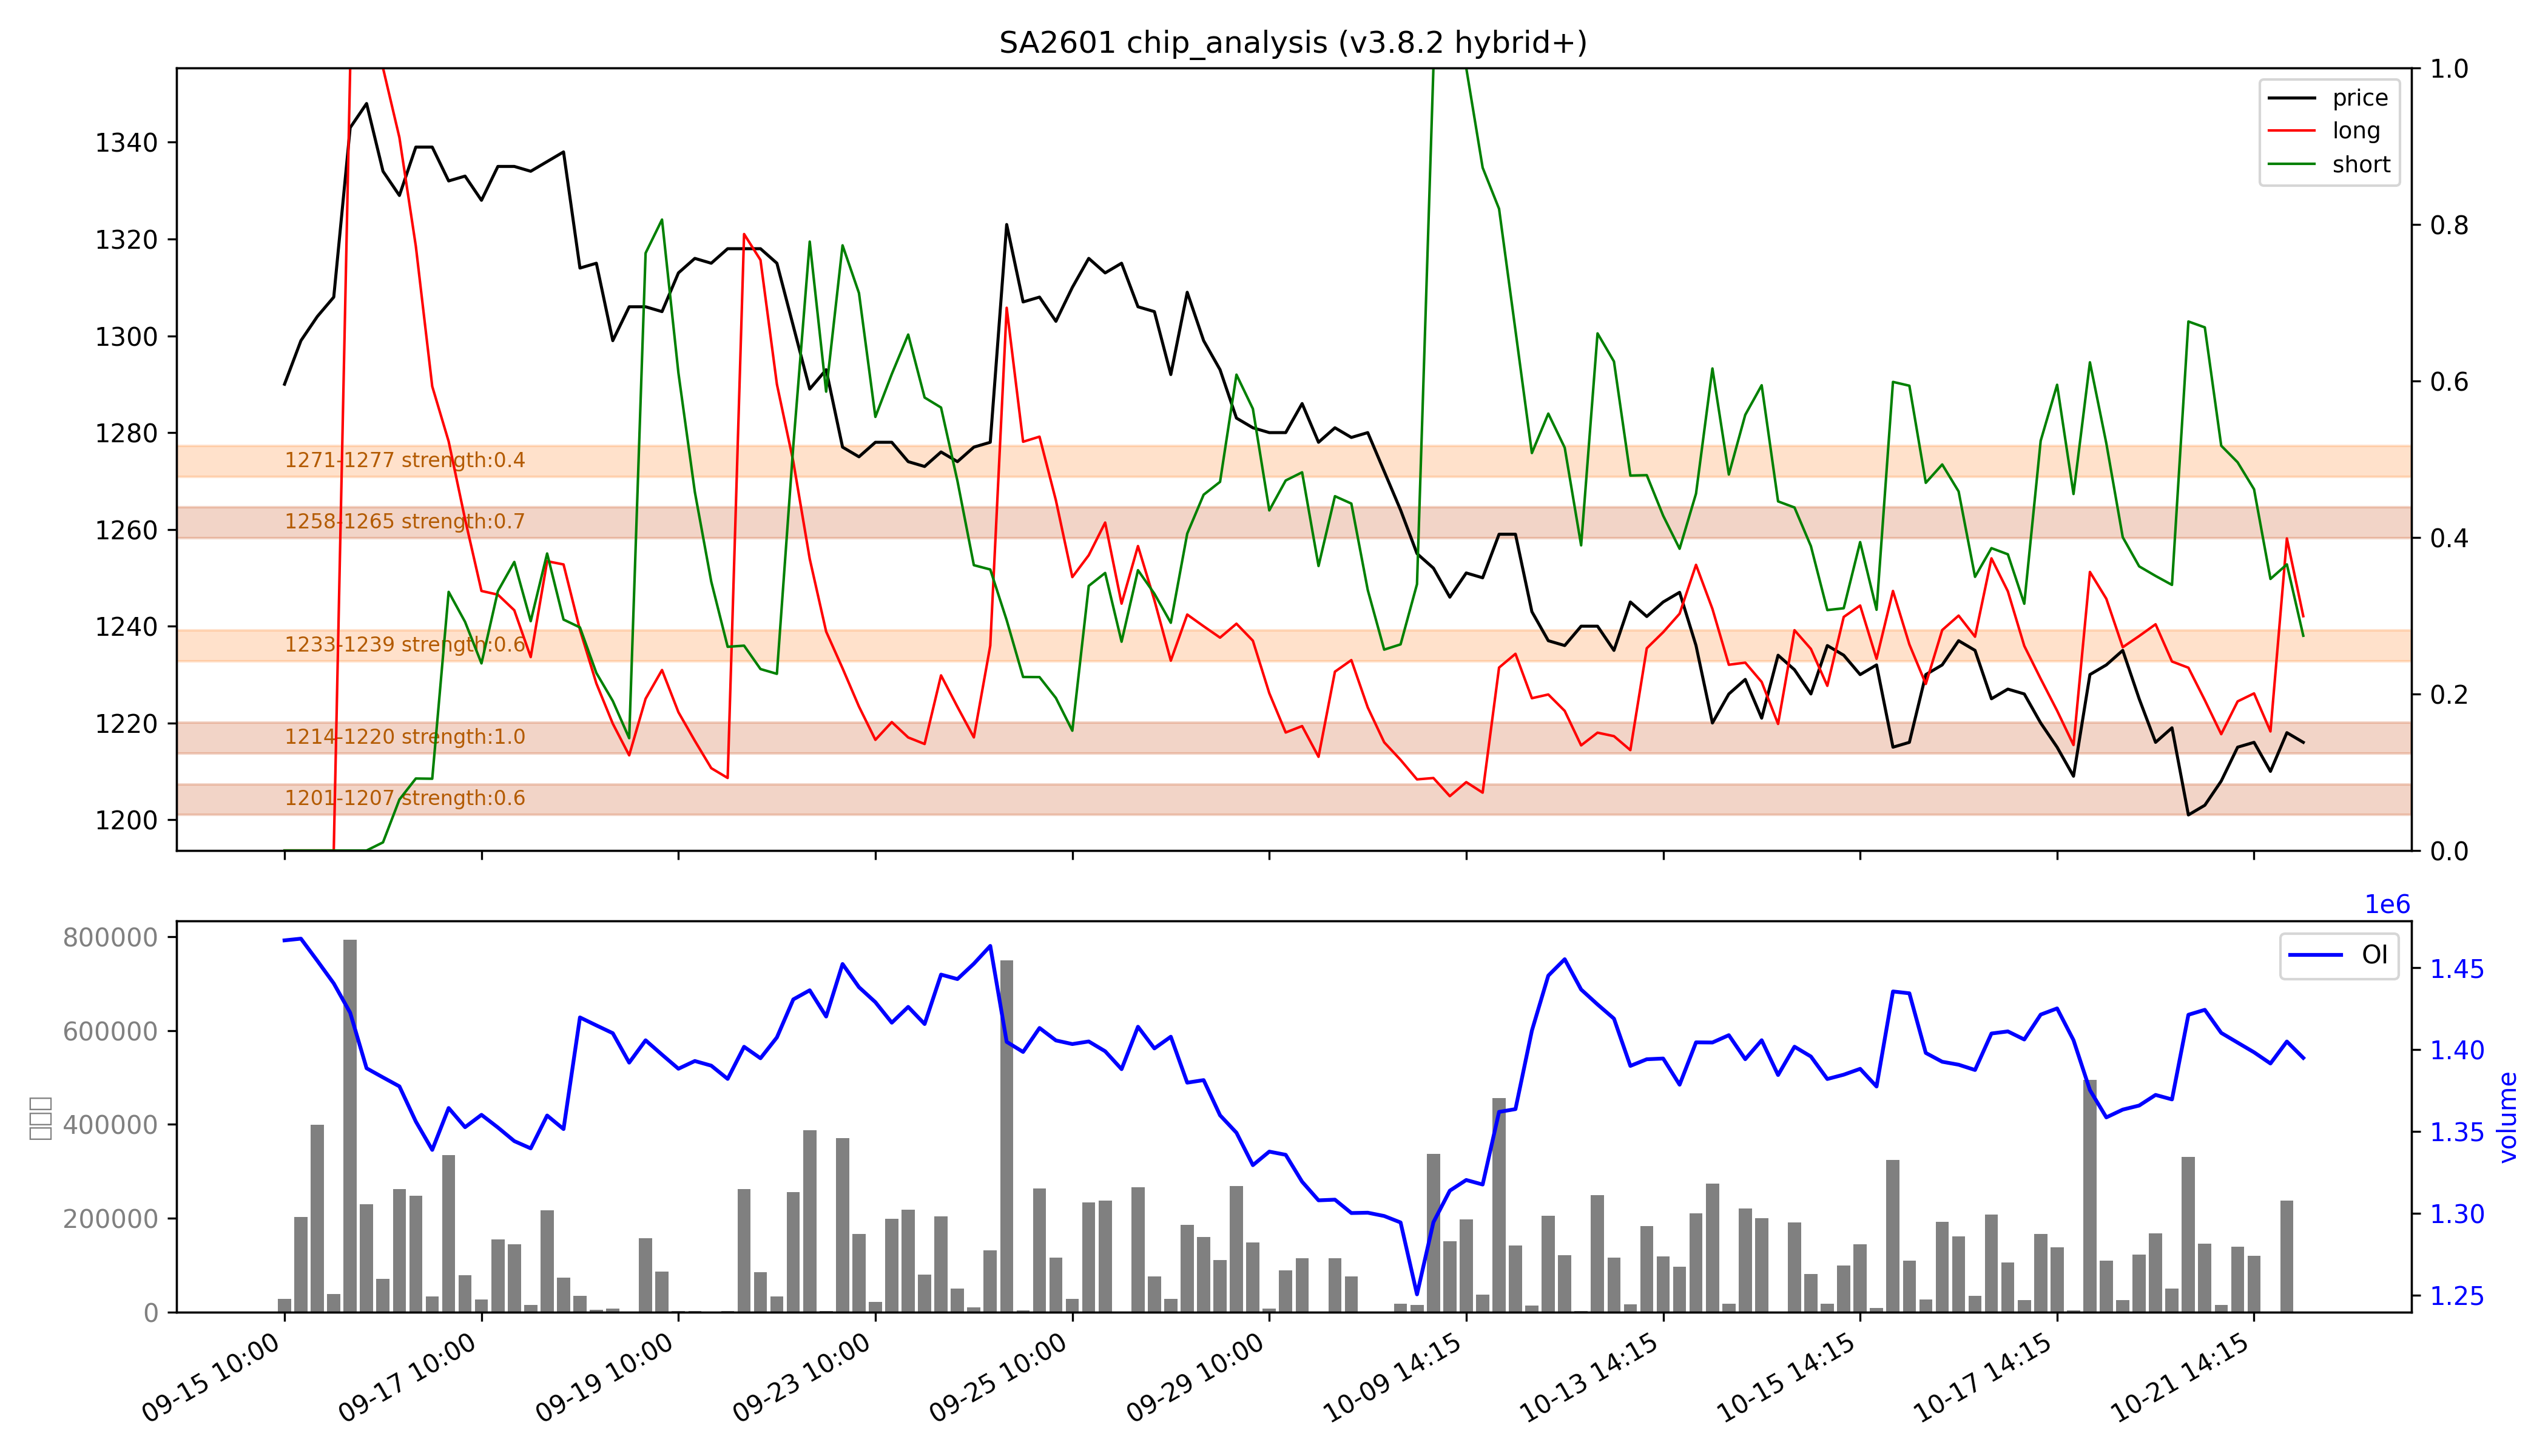 SA2601 chip_analysis (v3.8.2 hybrid+)
price
long
short
1340
1320
1300
1280
1260
1240
1220
1200
1.0
0.8
0.6
0.4
0.2
0.0
1271-1277 strength:0.4
1258-1265 strength:0.7
1233-1239 strength:0.6
1214-1220 strength:1.0
1201-1207 strength:0.6
1e6
OI
800000
600000
400000
200000
0
1.45
1.40
1.35
1.30
1.25
volume
09-15 10:00
09-17 10:00
09-19 10:00
09-23 10:00
09-25 10:00
09-29 10:00
10-09 14:15
10-13 14:15
10-15 14:15
10-17 14:15
10-21 14:15